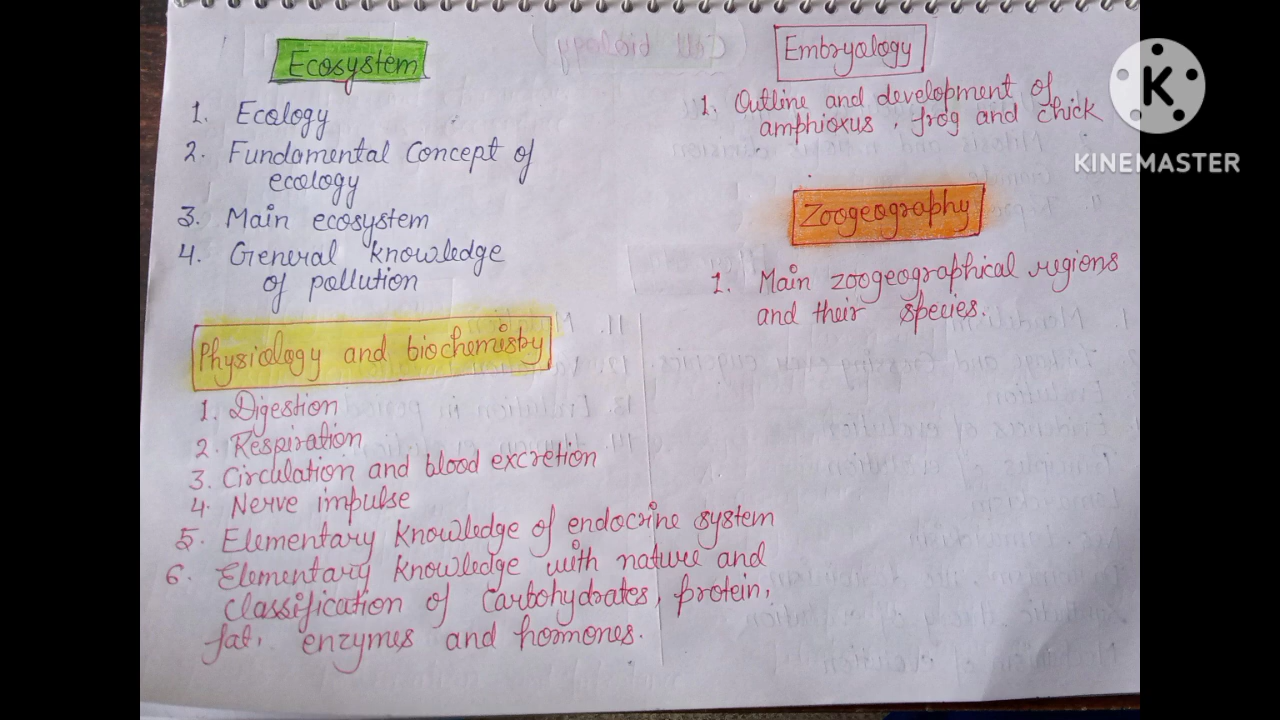 Ecosystem
1. Ecology
2. Fundamental Concept of
ecology
3. Main ecosystem
4. General knowledge
of pollution
Physiology and biochemistry
1. Digestion
2. Respiration
3. Circulation and blood excretion
4. Nerve impulse
5. Elementary knowledge of endocrine system
6. Elementary knowledge with nature and
classification of carbohydrates, protein,
fat, enzymes and hormones.
Embryology
1. Outline and development of
amphioxus, frog and chick
Zoogeography
1. Main zoogeographical regions
and their species.
K
KINEMASTER